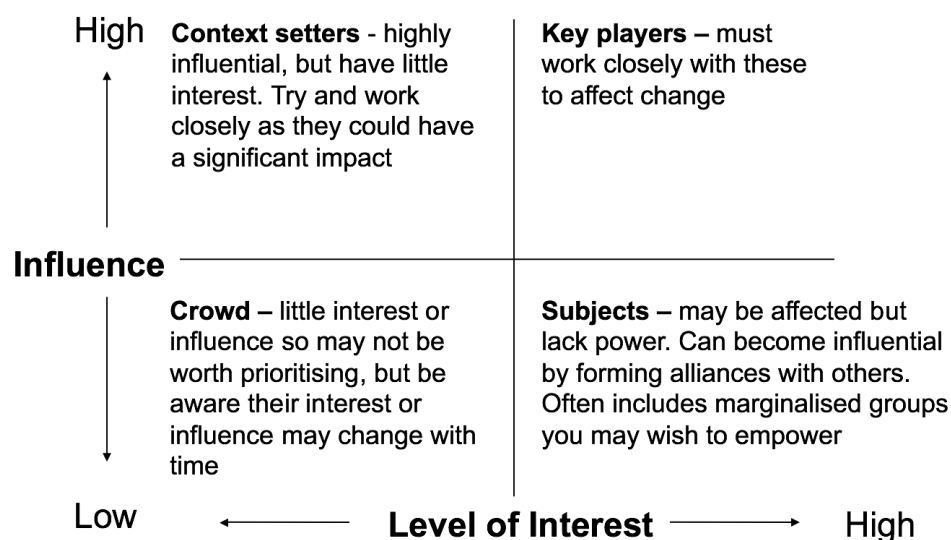 High
Context setters - highly
influential, but have little
interest. Try and work
closely as they could have
a significant impact
Key players – must
work closely with these
to affect change
Influence
Crowd – little interest or
influence so may not be
worth prioritising, but be
aware their interest or
influence may change with
time
Subjects – may be affected but
lack power. Can become influential
by forming alliances with others.
Often includes marginalised groups
you may wish to empower
Low
Level of Interest
High